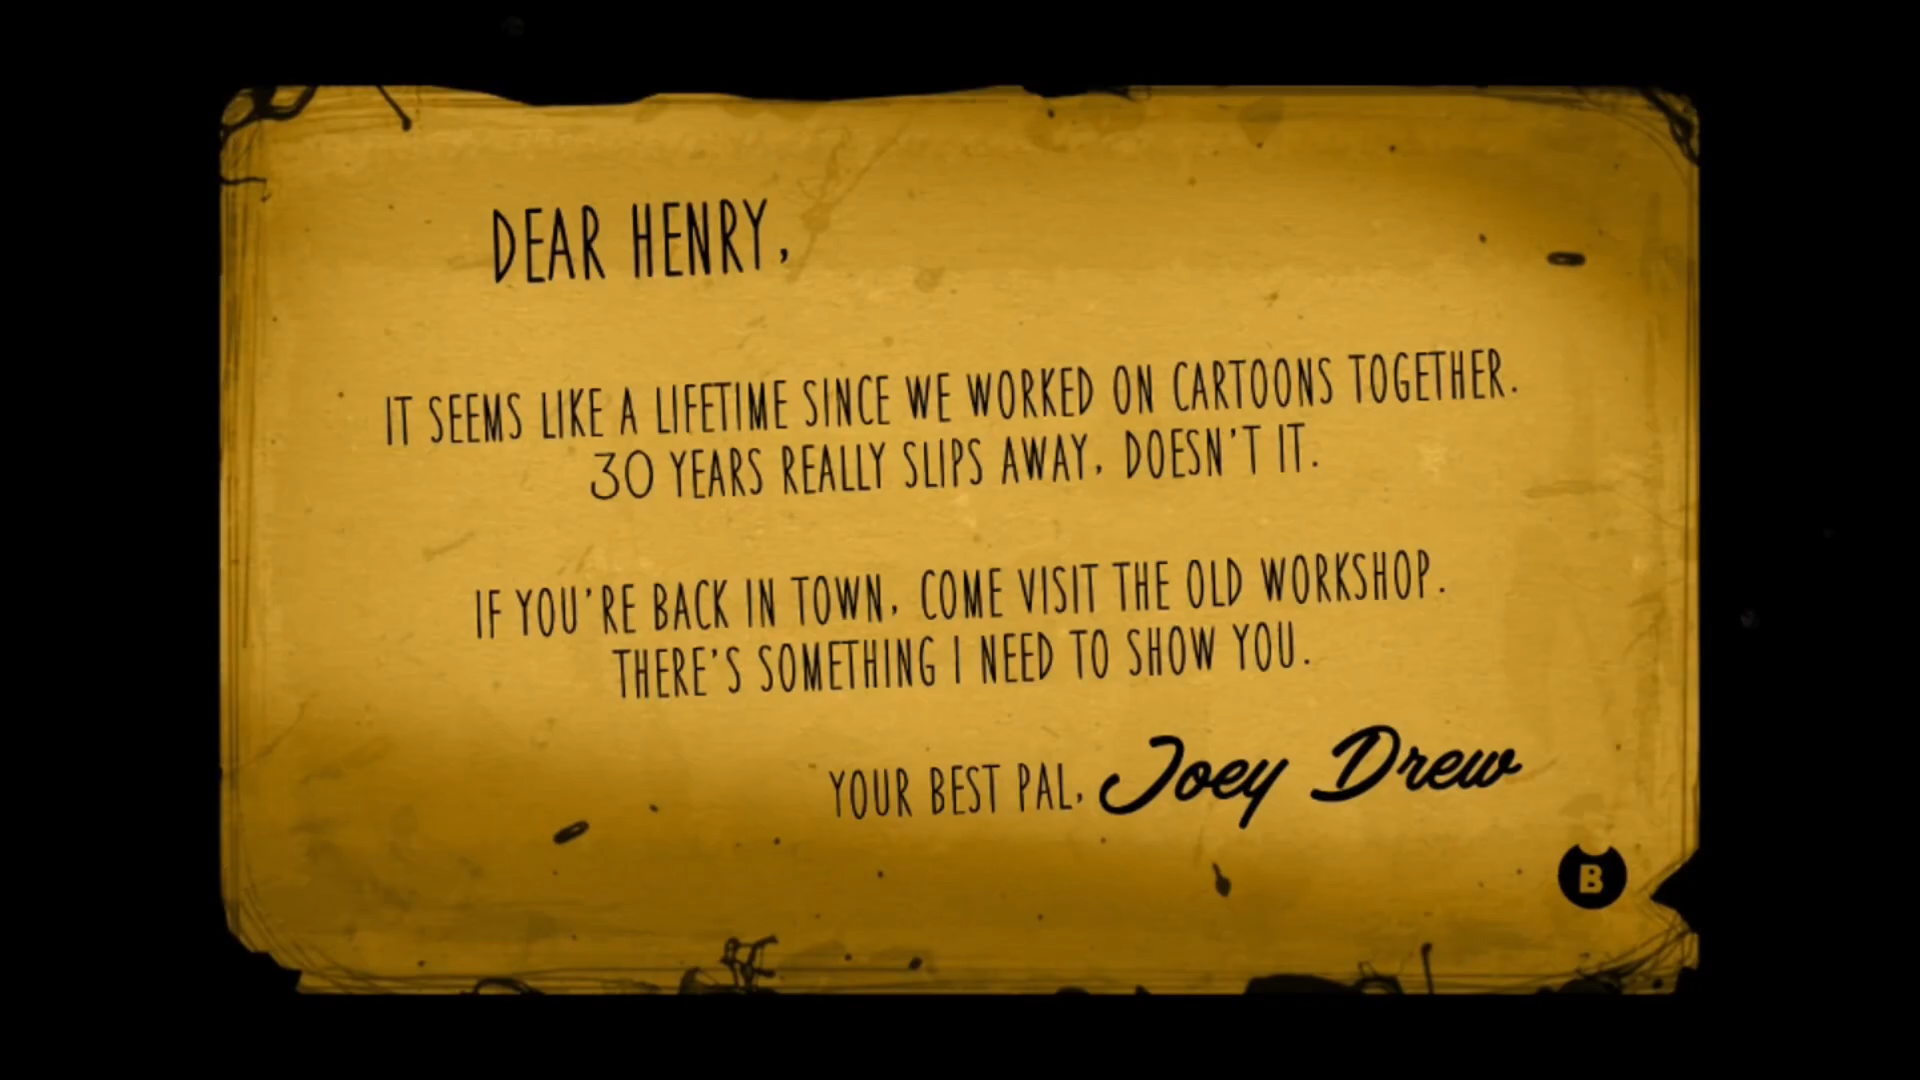 DEAR HENRY,
IT SEEMS LIKE A LIFETIME SINCE WE WORKED ON CARTOONS TOGETHER.
30 YEARS REALLY SLIPS AWAY, DOESN'T IT.
IF YOU'RE BACK IN TOWN, COME VISIT THE OLD WORKSHOP.
THERE'S SOMETHING I NEED TO SHOW YOU.
YOUR BEST PAL, Joey Drew
B